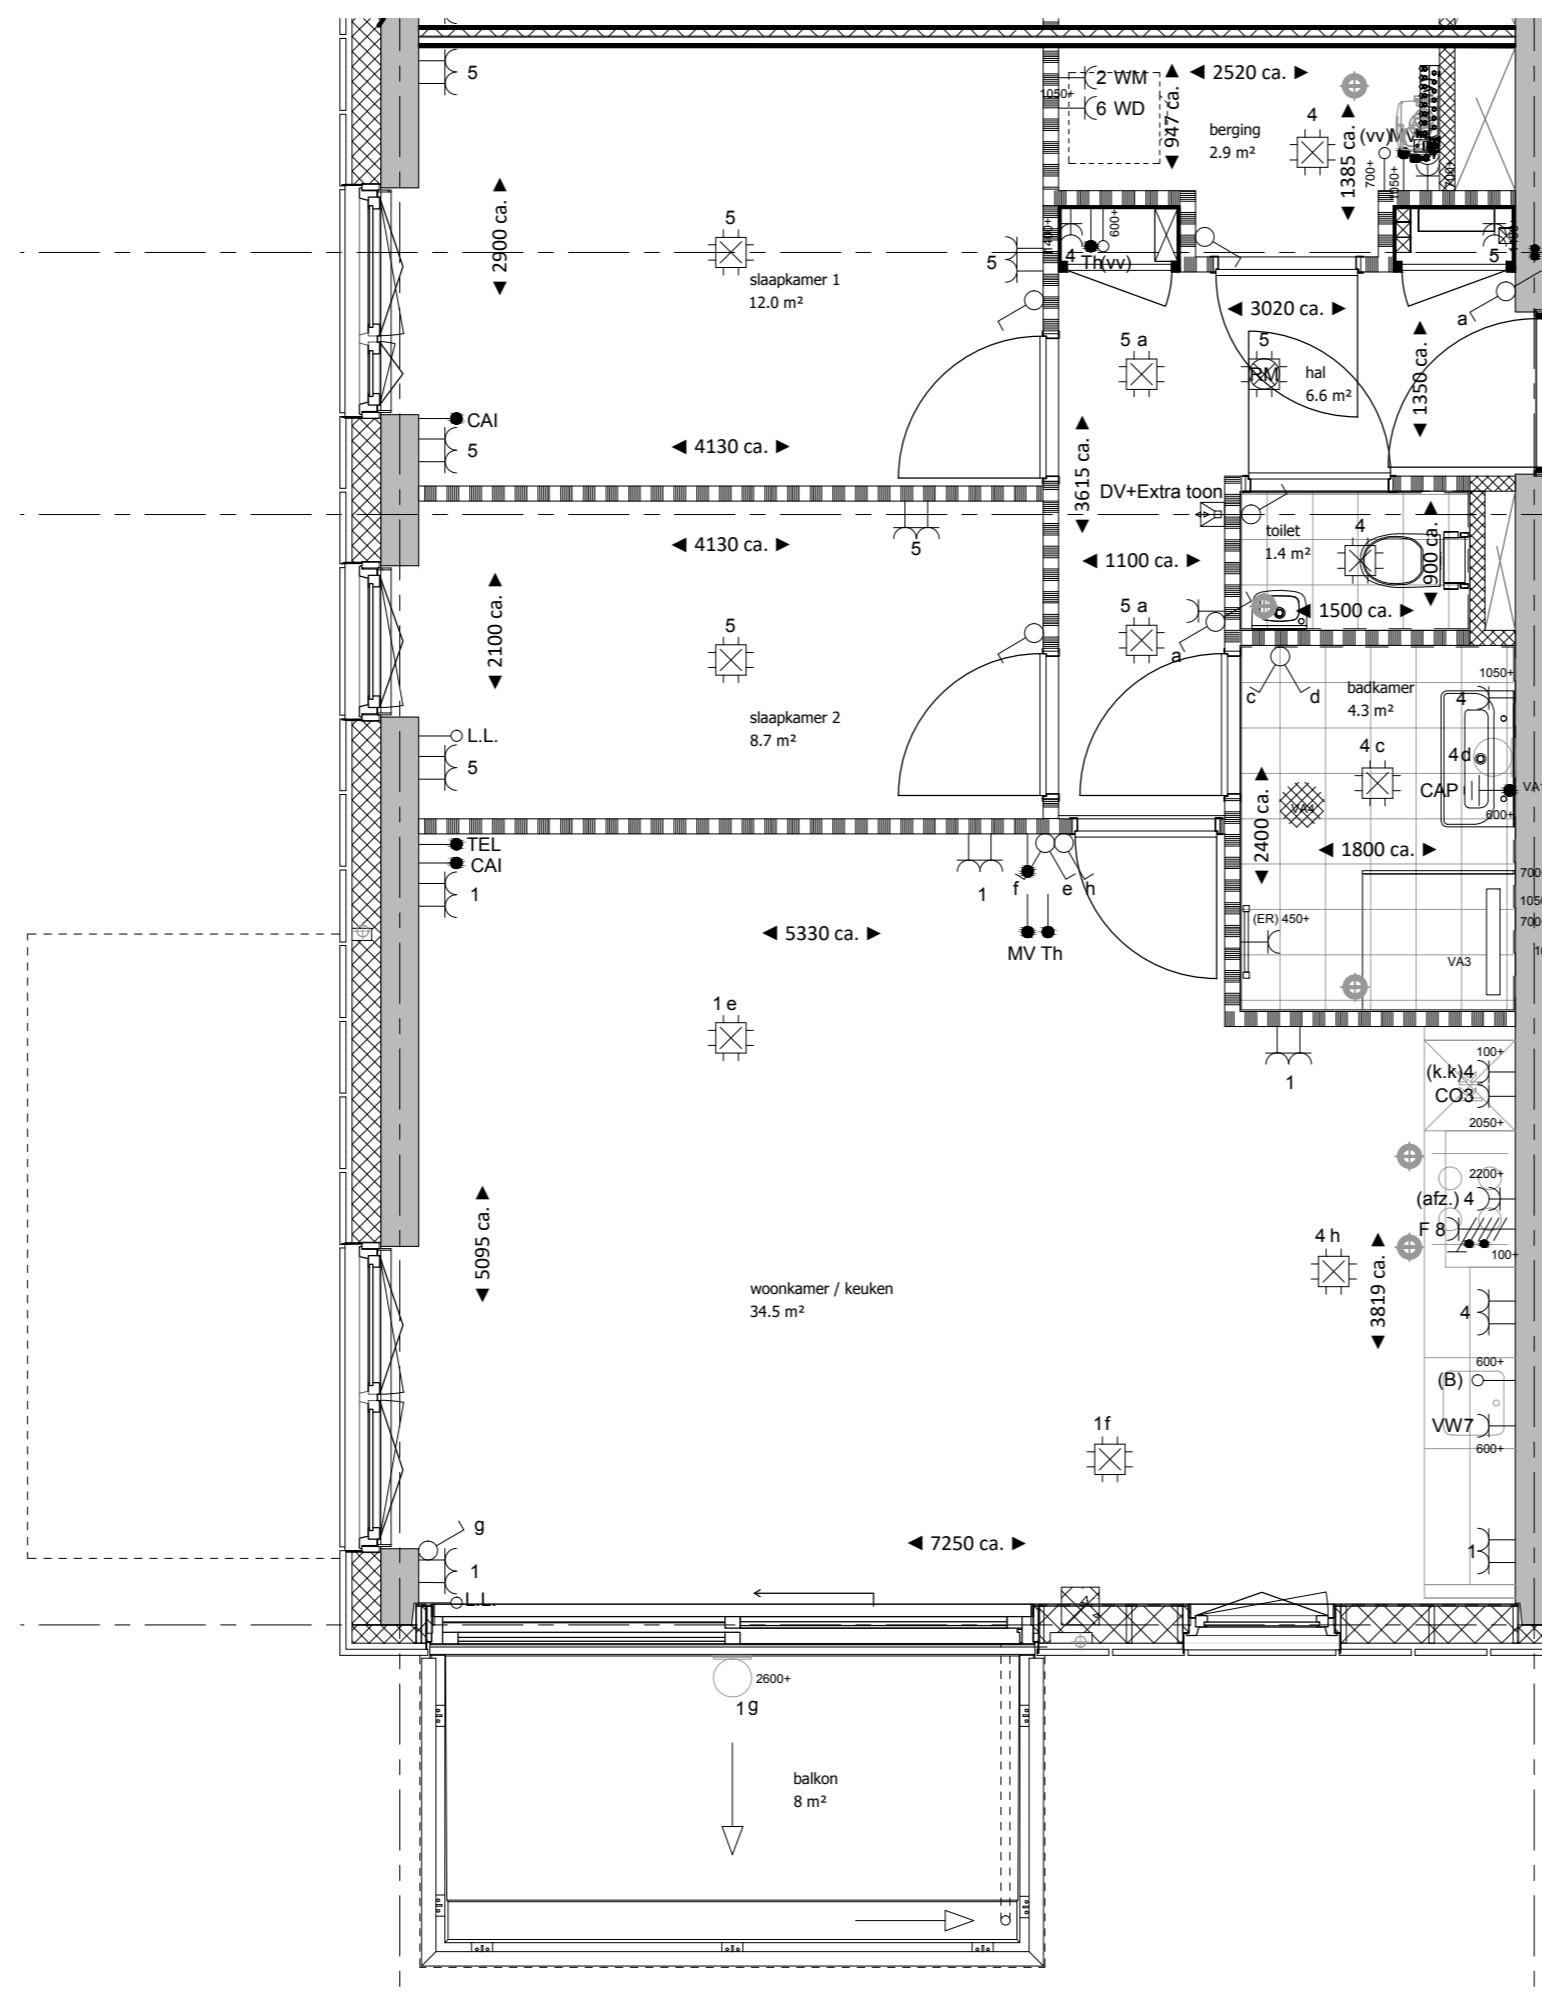 5
2 WM
1050+
6 WD
947 ca.
2520 ca.
berging
2.9 m²
4
1385 ca.
(vv)
700+
1050+
2900 ca.
5
slaapkamer 1
12.0 m²
5
4
Th(vv)
600+
5
3020 ca.
a
5 a
5
RM
hal
6.6 m²
1350 ca.
CAI
5
4130 ca.
3615 ca.
DV+Extra toon
4130 ca.
5
1100 ca.
toilet
1.4 m²
4
900 ca.
1500 ca.
2100 ca.
5
5 a
a
slaapkamer 2
8.7 m²
L.L.
5
c
d
badkamer
4.3 m²
1050+
4
4 c
4d
CAP
600+
VA4
2400 ca.
1800 ca.
TEL
CAI
1
1
f
e
h
MV Th
5330 ca.
(ER) 450+
VA3
1 e
1
100+
(k.k)4
CO3
2050+
2200+
(afz.) 4
F 8
100+
5095 ca.
4 h
3819 ca.
woonkamer / keuken
34.5 m²
4
600+
(B)
VW7
600+
1f
g
1
L.L.
7250 ca.
1
2600+
1g
balkon
8 m²